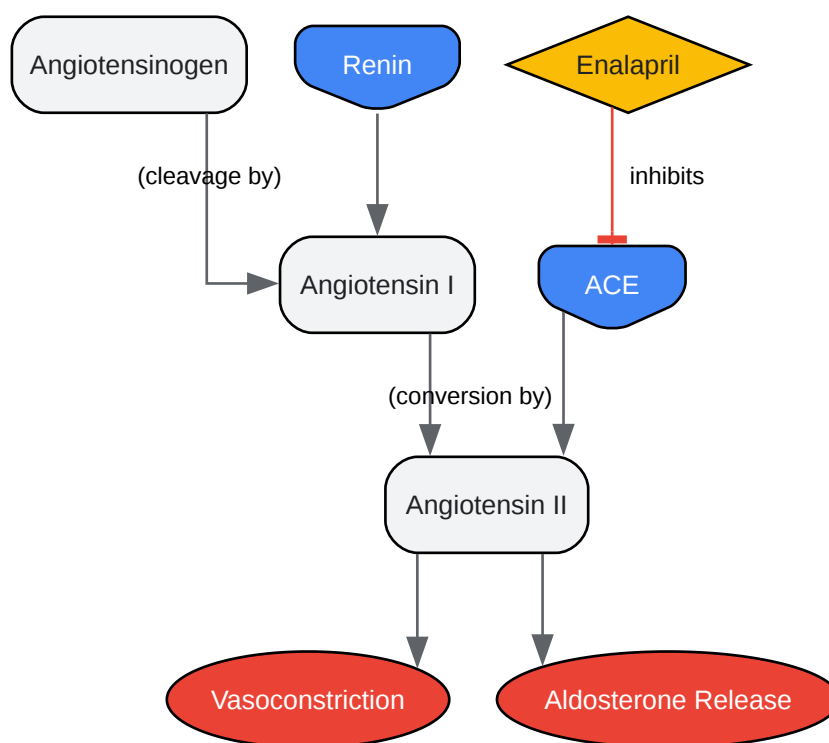 Angiotensinogen
Renin
Enalapril
(cleavage by)
inhibits
Angiotensin I
ACE
(conversion by)
Angiotensin II
Vasoconstriction
Aldosterone Release